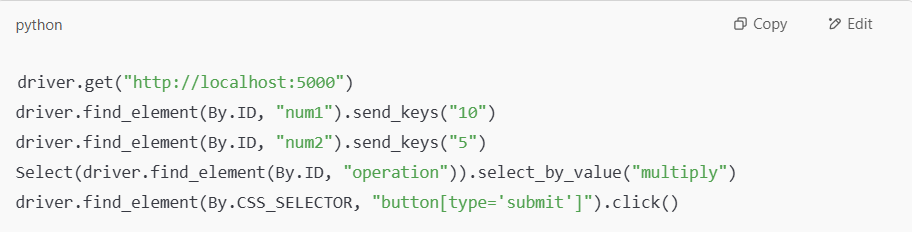 python
Copy
Edit
driver.get("http://localhost:5000")
driver.find_element(By.ID, "num1").send_keys("10")
driver.find_element(By.ID, "num2").send_keys("5")
Select(driver.find_element(By.ID, "operation")).select_by_value("multiply")
driver.find_element(By.CSS_SELECTOR, "button[type='submit']").click()